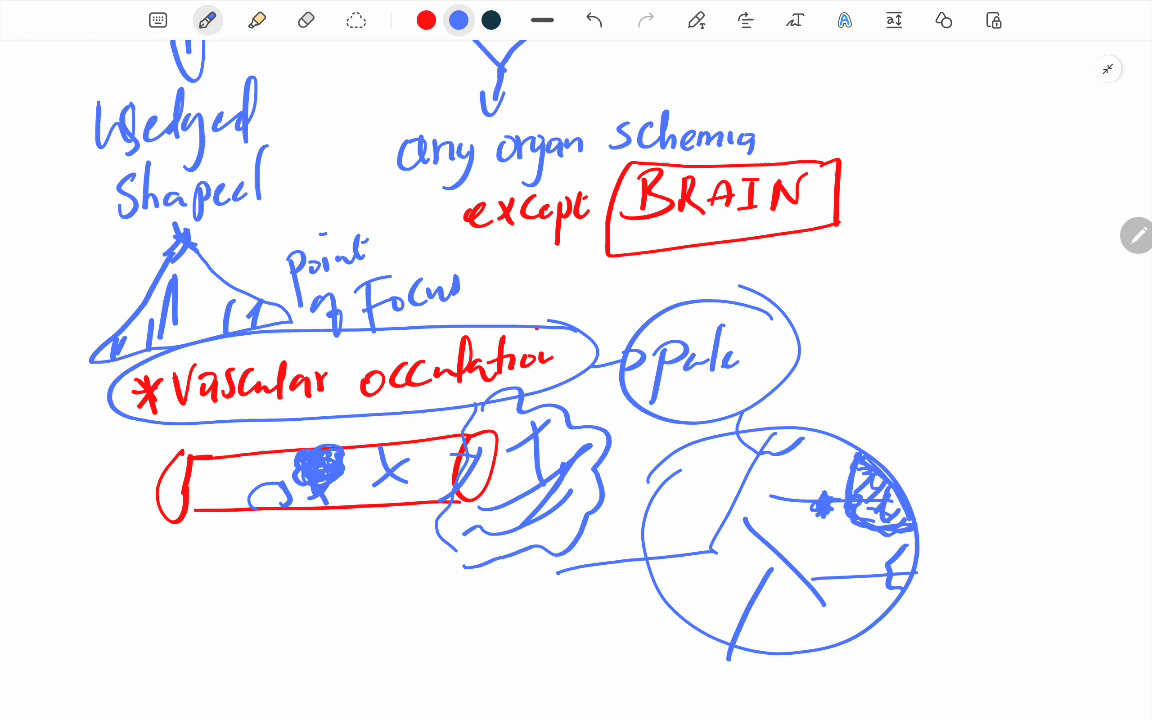 Wedged
Shaped
any organ schemia
except BRAIN
Point
of Focus
*Vascular occulation
pale